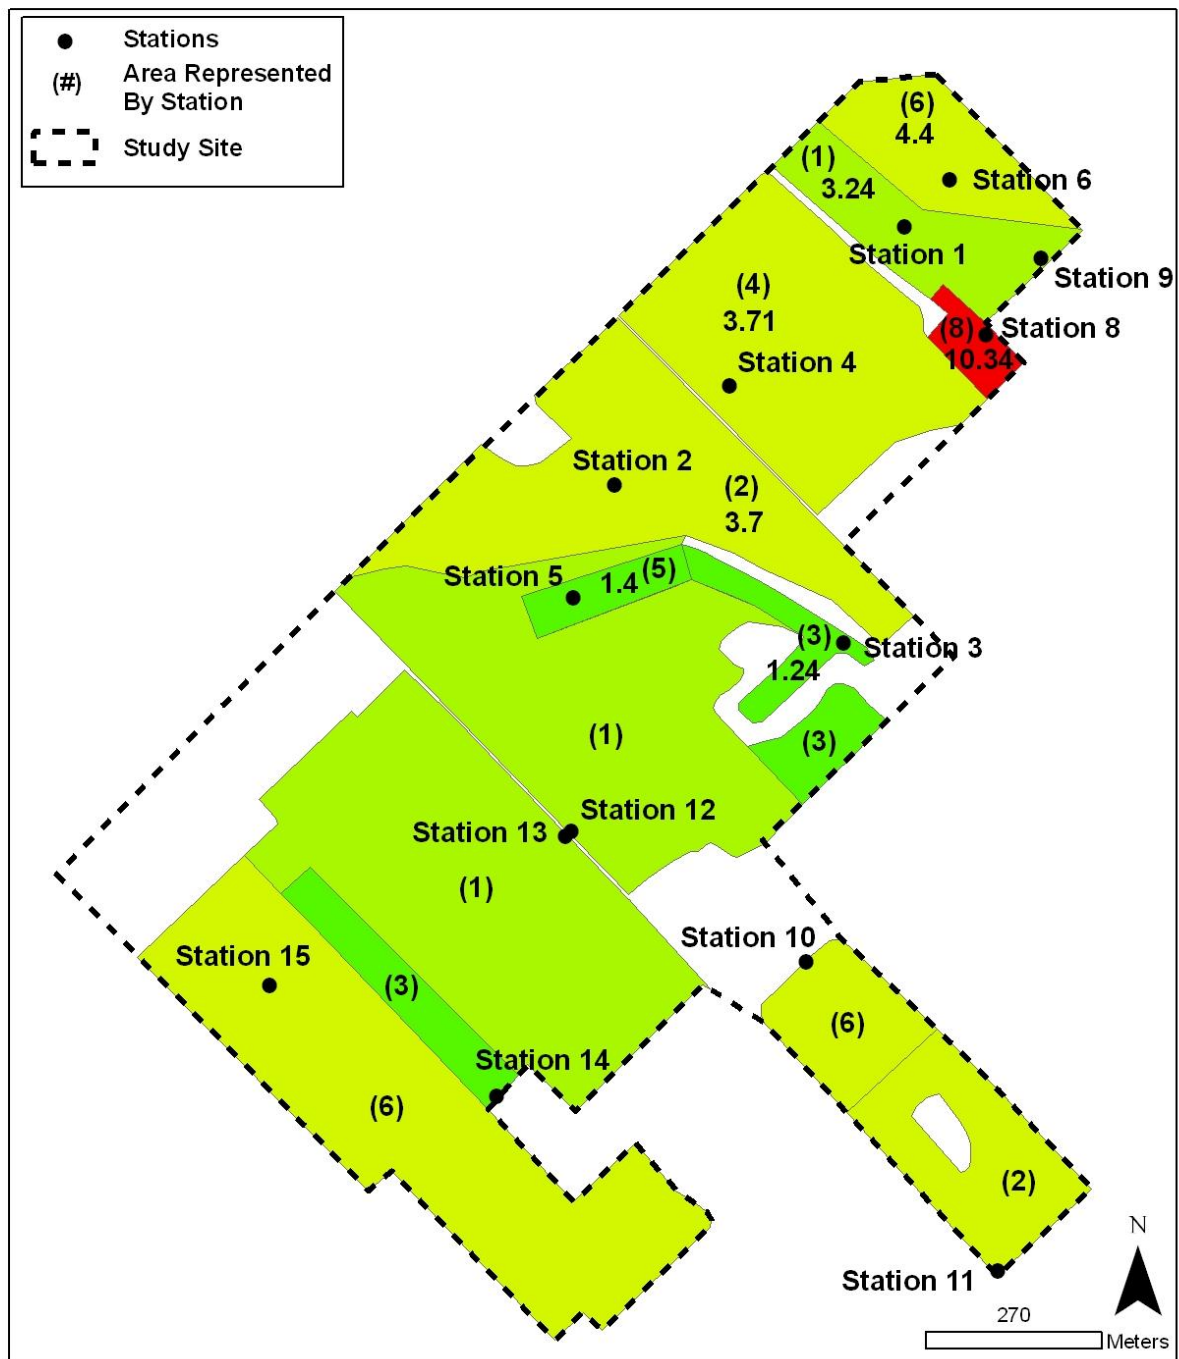 Stations
(#) Area Represented
By Station
Study Site
(6)
4.4
(1)
3.24
Station 6
Station 1
Station 9
(4)
3.71
(8)
Station 8
10.34
Station 4
Station 2
(2)
3.7
Station 5
1.4
(5)
(3)
Station 3
1.24
(1)
(3)
Station 12
Station 13
(1)
Station 10
Station 15
(3)
(6)
Station 14
(6)
(2)
N
Station 11
270
Meters